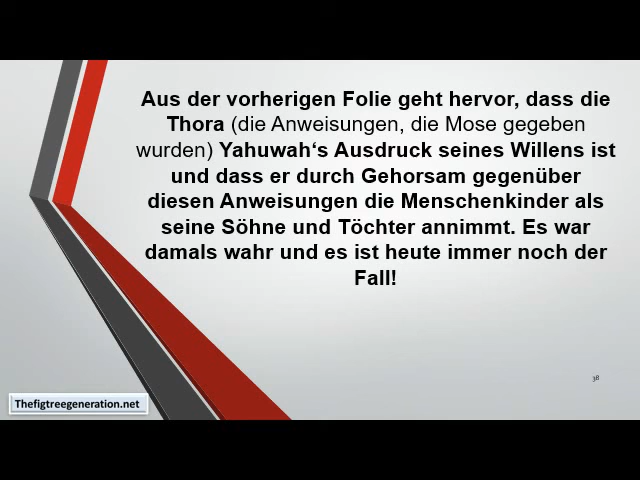 Aus der vorherigen Folie geht hervor, dass die
Thora (die Anweisungen, die Mose gegeben
wurden) Yahuwah‘s Ausdruck seines Willens ist
und dass er durch Gehorsam gegenüber
diesen Anweisungen die Menschenkinder als
seine Söhne und Töchter annimmt. Es war
damals wahr und es ist heute immer noch der
Fall!
38
Thefigtreegeneration.net